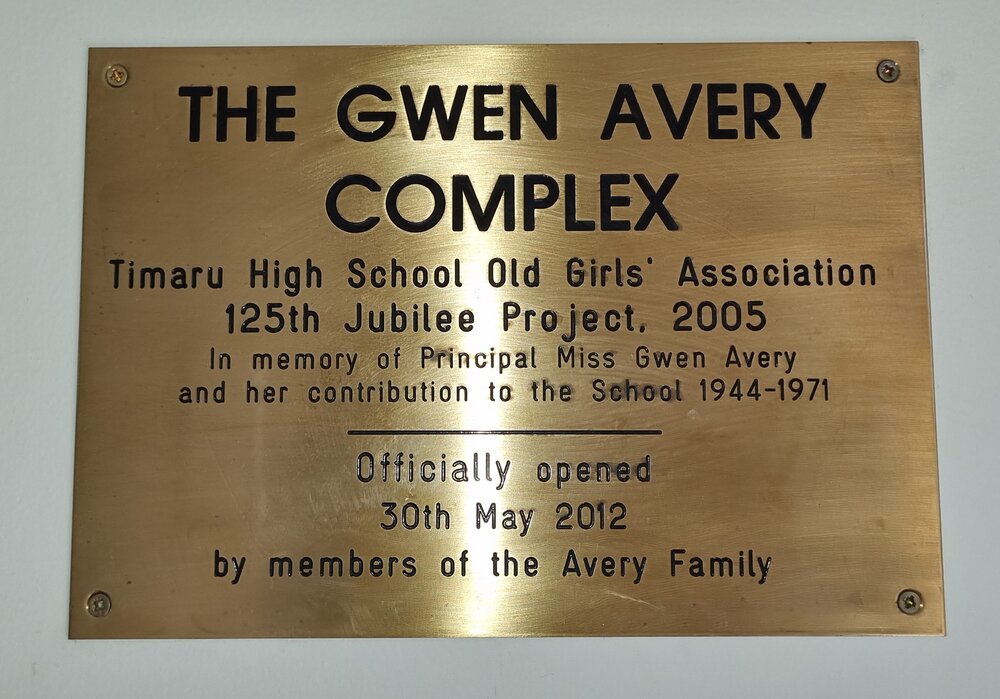 THE GWEN AVERY
COMPLEX
Timaru High School Old Girls' Association
125th Jubilee Project, 2005
In memory of Principal Miss Gwen Avery
and her contribution to the School 1944-1971
Officially opened
30th May 2012
by members of the Avery Family